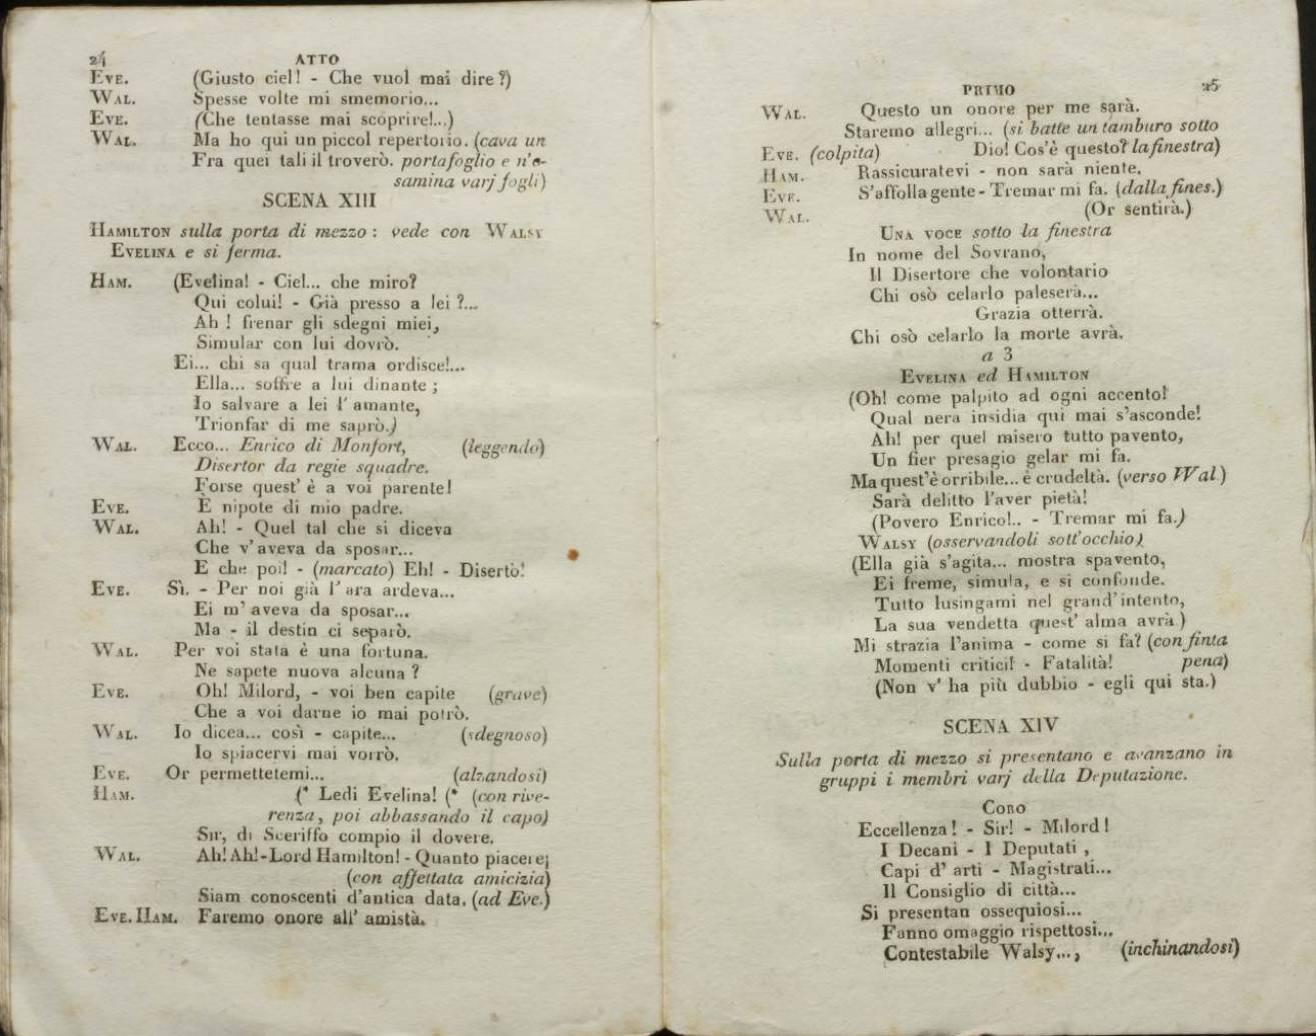 24 ATTO
EVE. (Giusto ciel! - Che vuol mai dire?)
WAL. Spesse volte mi smemorio...
EVE. (Che tentasse mai scoprire!...)
WAL. Ma ho qui un piccol repertorio. (cava un
Fra quei tali il troverò. portafoglio e n'e-
samina varj fogli)
SCENA XIII
HAMILTON sulla porta di mezzo: vede con WALSY
EVELINA e si ferma.
HAM. (Evelina! - Ciel... che miro?
Qui colui! - Già presso a lei?...
Ah! frenar gli sdegni miei,
Simular con lui dovrò.
Ei... chi sa qual trama ordisce!...
Ella... soffre a lui dinante;
Io salvare a lei l'amante,
Trionfar di me saprò.)
WAL. Ecco... Enrico di Monfort, (leggendo)
Disertor da regie squadre.
Forse quest' è a voi parente!
EVE. È nipote di mio padre.
WAL. Ah! - Quel tal che si diceva
Che v'aveva da sposar...
E che poi! - (marcato) Eh! - Disertò!
EVE. Sì. - Per noi già l'ara ardeva...
Ei m'aveva da sposar...
Ma - il destin ci separò.
WAL. Per voi stata è una fortuna.
Ne sapete nuova alcuna?
EVE. Oh! Milord, - voi ben capite (grave)
Che a voi darne io mai potrò.
WAL. Io dicea... così - capite... (sdegnoso)
Io spiacervi mai vorrò.
EVE. Or permettetemi... (alzandosi)
HAM. (* Ledi Evelina! (* (con rive-
renza, poi abbassando il capo)
Sir, di Sceriffo compio il dovere.
WAL. Ah! Ah!-Lord Hamilton! - Quanto piacere;
(con affettata amicizia)
Siam conoscenti d'antica data. (ad Eve.)
EVE. HAM. Faremo onore all' amistà.
PRIMO 25
WAL. Questo un onore per me sarà.
Staremo allegri... (si batte un tamburo sotto
EVE. (colpita) Dio! Cos'è questo? la finestra)
HAM. Rassicuratevi - non sarà niente.
EVE. S'affolla gente - Tremar mi fa. (dalla fines.)
WAL. (Or sentirà.)
UNA VOCE sotto la finestra
In nome del Sovrano,
Il Disertore che volontario
Chi osò celarlo paleserà...
Grazia otterrà.
Chi osò celarlo la morte avrà.
a 3
EVELINA ed HAMILTON
(Oh! come palpito ad ogni accento!
Qual nera insidia qui mai s'asconde!
Ah! per quel misero tutto pavento,
Un fier presagio gelar mi fa.
Ma quest'è orribile... è crudeltà. (verso Wal)
Sarà delitto l'aver pietà!
(Povero Enrico!.. - Tremar mi fa.)
WALSY (osservandoli sott'occhio)
(Ella già s'agita... mostra spavento,
Ei freme, simula, e si confonde.
Tutto lusingami nel grand'intento,
La sua vendetta quest' alma avrà)
Mi strazia l'anima - come si fa? (con finta
Momenti critici! - Fatalità! pena)
(Non v' ha più dubbio - egli qui sta.)
SCENA XIV
Sulla porta di mezzo si presentano e avanzano in
gruppi i membri varj della Deputazione.
CORO
Eccellenza! - Sir! - Milord!
I Decani - I Deputati,
Capi d' arti - Magistrati...
Il Consiglio di città...
Si presentan ossequiosi...
Fanno omaggio rispettosi...
Contestabile Walsy..., (inchinandosi)